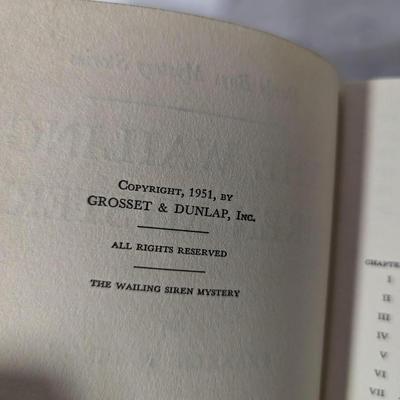 Copyright, 1951, by
GROSSET & DUNLAP, Inc.
ALL RIGHTS RESERVED
THE WAILING SIREN MYSTERY
CHAPTE
I
II
III
IV
V
VI
VII